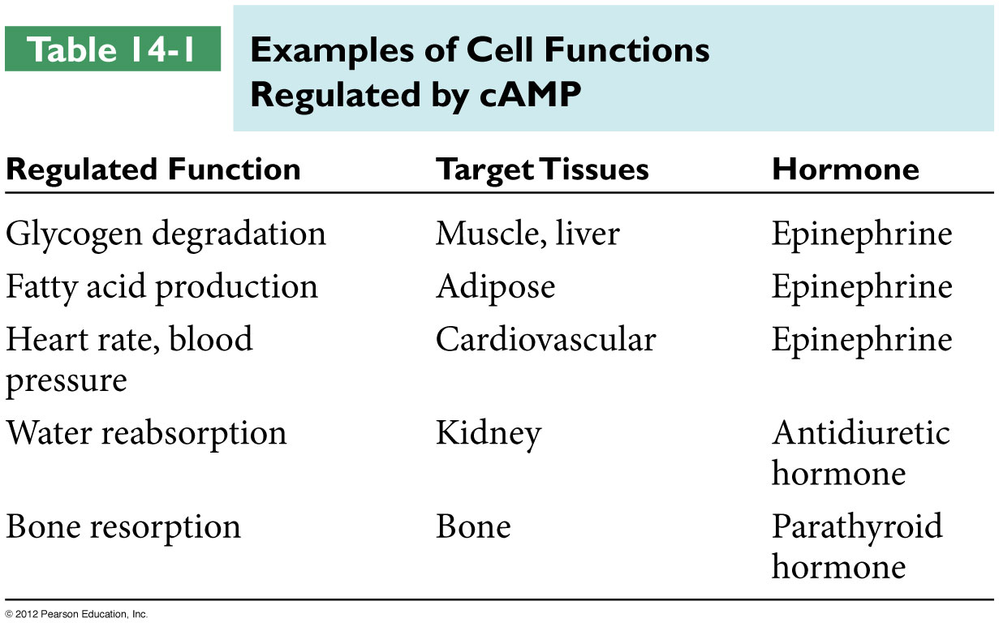 Table 14-1
Examples of Cell Functions
Regulated by cAMP
Regulated Function Target Tissues Hormone
Glycogen degradation Muscle, liver Epinephrine
Fatty acid production Adipose Epinephrine
Heart rate, blood Cardiovascular Epinephrine
pressure
Water reabsorption Kidney Antidiuretic
hormone
Bone resorption Bone Parathyroid
hormone
© 2012 Pearson Education, Inc.